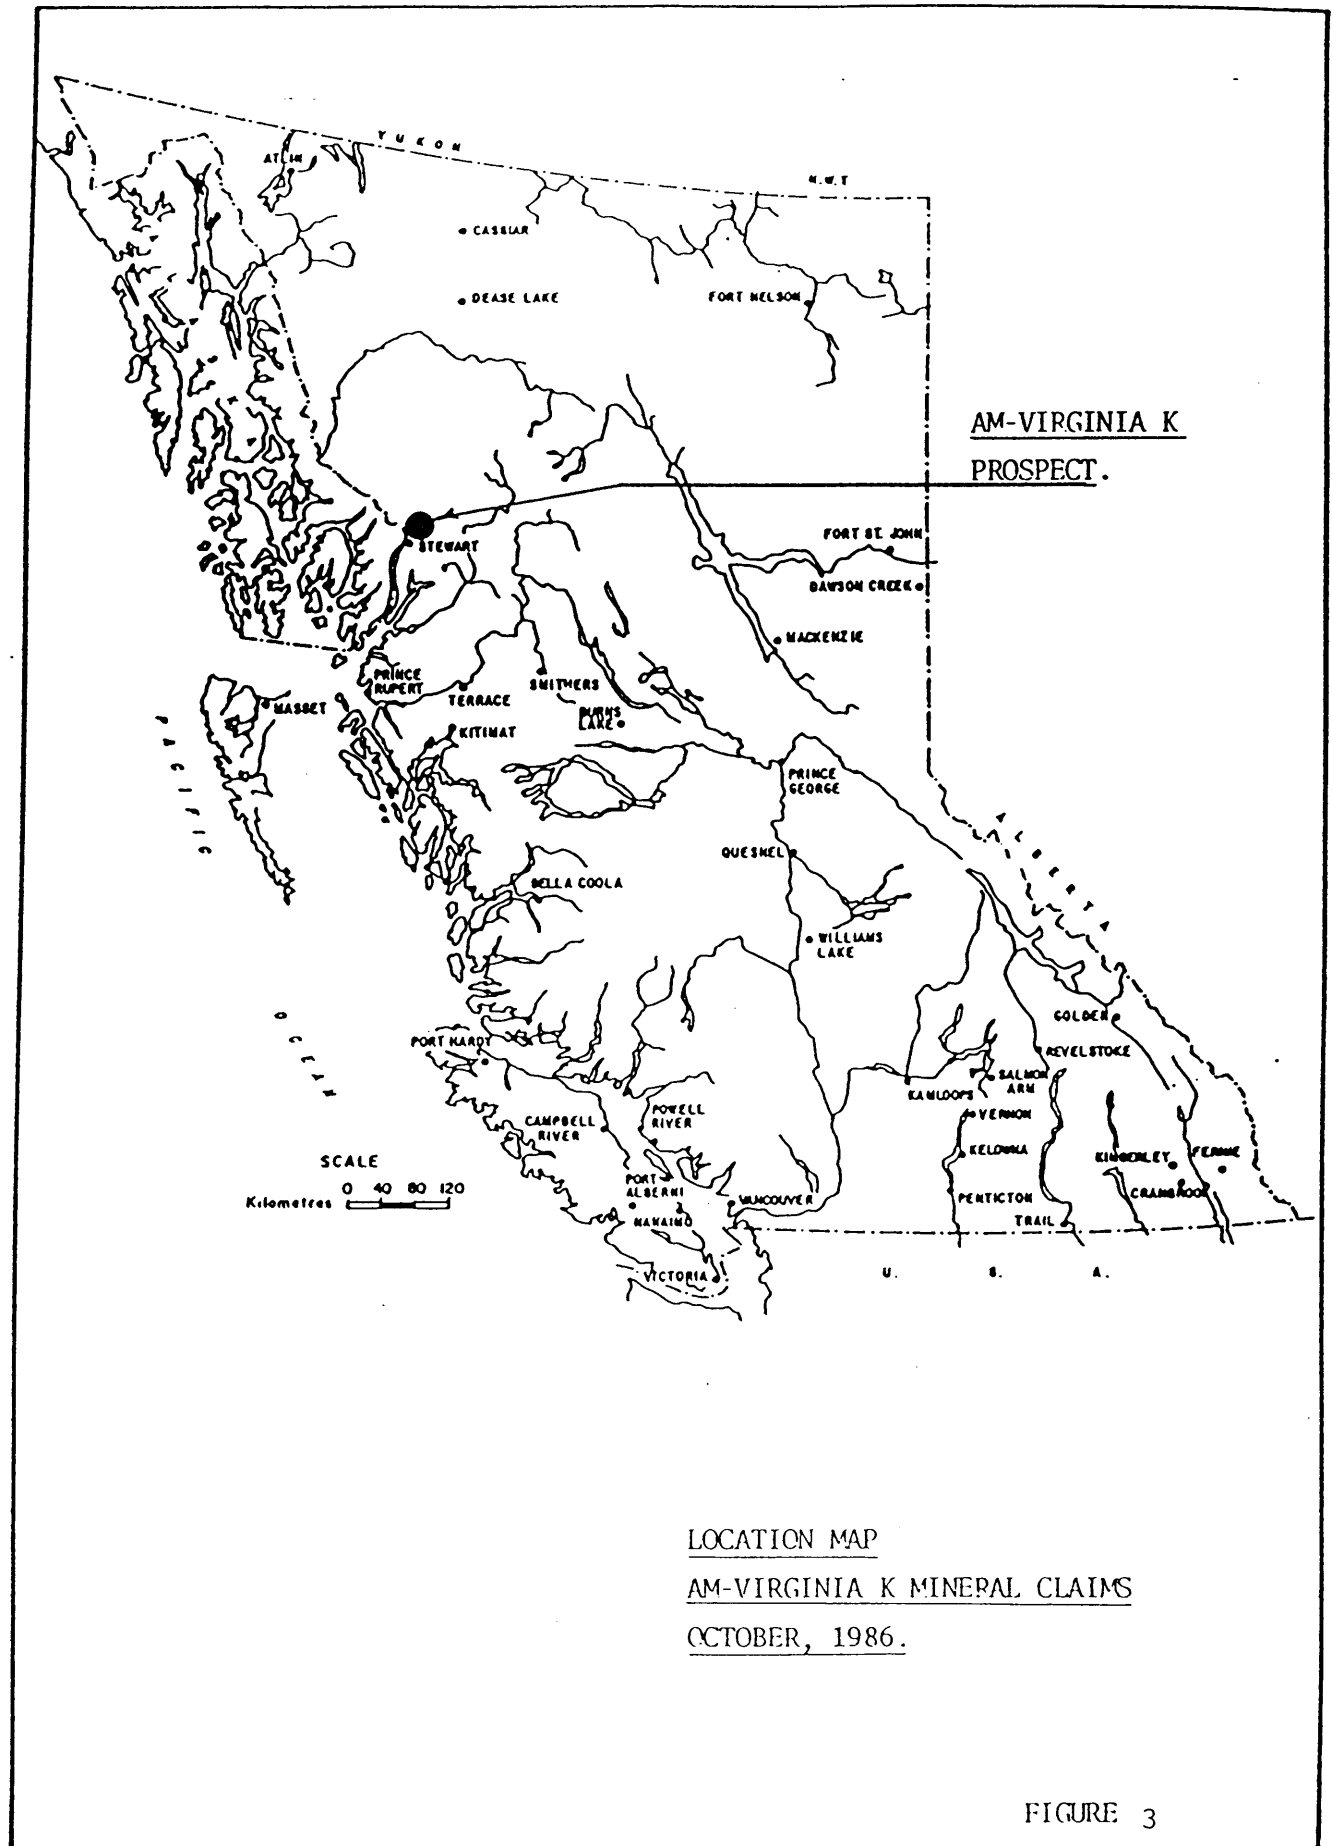 YUKON
N.W.T
ATLIN
CASSIAR
DEASE LAKE
FORT NELSON
AM-VIRGINIA K
PROSPECT.
STEWART
FORT ST. JOHN
DAWSON CREEK
MACKENZIE
PRINCE
RUPERT
TERRACE
SMITHERS
MASSET
BURNS
LAKE
KITIMAT
PACIFIC
PRINCE
GEORGE
ALBERTA
QUESNEL
BELLA COOLA
WILLIAMS
LAKE
OCEAN
GOLDEN
PORT HARDY
REVELSTOKE
SALMON
ARM
KAMLOOPS
CAMPBELL
RIVER
POWELL
RIVER
VERNON
KELOWNA
KIMBERLEY
FERNIE
SCALE
Kilometres 0 40 80 120
PORT
ALBERNI
VANCOUVER
PENTICTON
CRANBROOK
NANAIMO
TRAIL
VICTORIA
U. S. A.
LOCATION MAP
AM-VIRGINIA K MINERAL CLAIMS
OCTOBER, 1986.
FIGURE 3